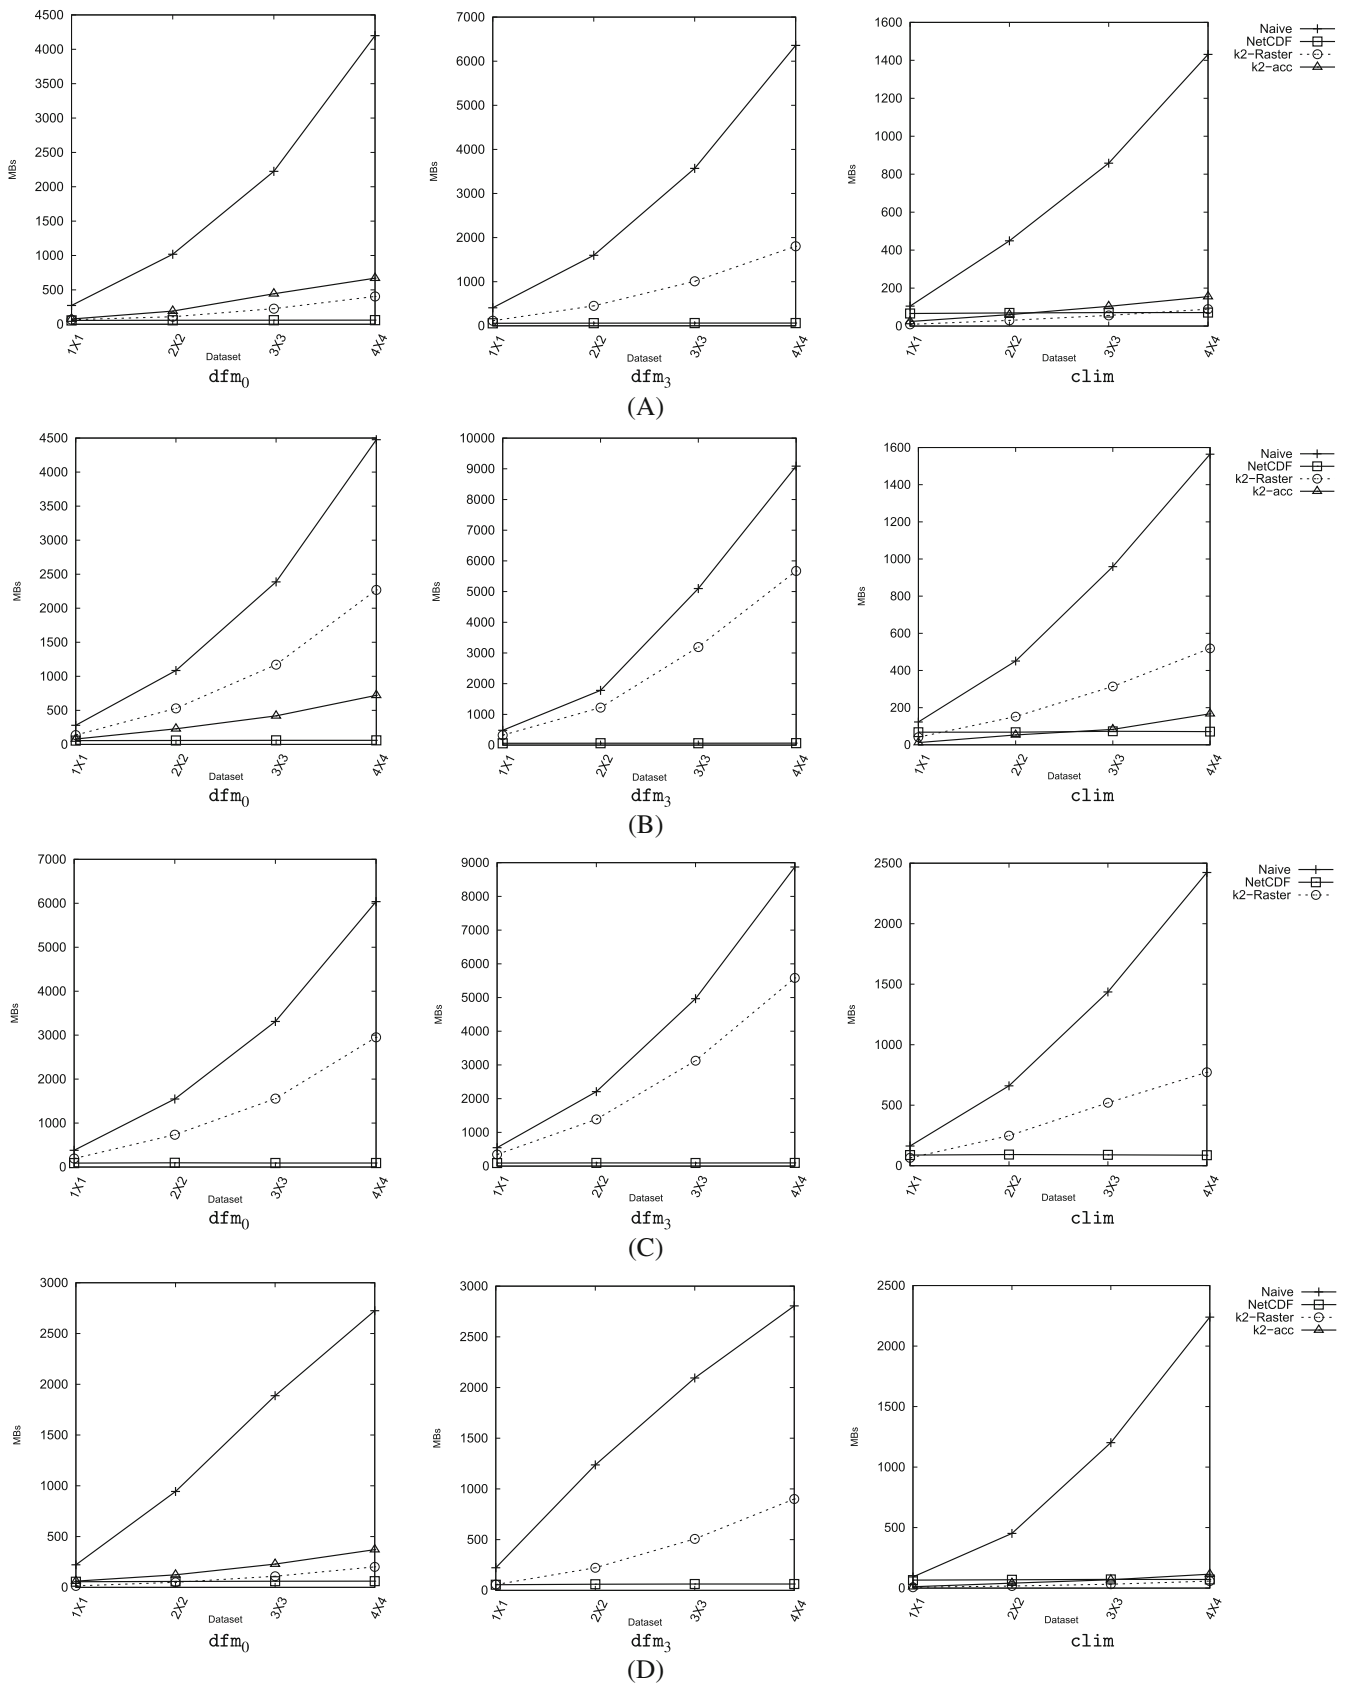 4500
4000
3500
3000
2500
2000
1500
1000
500
0
MBs
1X1
2X2
3X3
4X4
Dataset
dfm0
7000
6000
5000
4000
3000
2000
1000
0
MBs
1X1
2X2
3X3
4X4
Dataset
dfm3
1600
1400
1200
1000
800
600
400
200
0
MBs
1X1
2X2
3X3
4X4
Dataset
clim
Naive
NetCDF
k2-Raster
k2-acc
(A)
4500
4000
3500
3000
2500
2000
1500
1000
500
0
MBs
1X1
2X2
3X3
4X4
Dataset
dfm0
10000
9000
8000
7000
6000
5000
4000
3000
2000
1000
0
MBs
1X1
2X2
3X3
4X4
Dataset
dfm3
1600
1400
1200
1000
800
600
400
200
0
MBs
1X1
2X2
3X3
4X4
Dataset
clim
Naive
NetCDF
k2-Raster
k2-acc
(B)
7000
6000
5000
4000
3000
2000
1000
0
MBs
1X1
2X2
3X3
4X4
Dataset
dfm0
9000
8000
7000
6000
5000
4000
3000
2000
1000
0
MBs
1X1
2X2
3X3
4X4
Dataset
dfm3
2500
2000
1500
1000
500
0
MBs
1X1
2X2
3X3
4X4
Dataset
clim
Naive
NetCDF
k2-Raster
(C)
3000
2500
2000
1500
1000
500
0
MBs
1X1
2X2
3X3
4X4
Dataset
dfm0
3000
2500
2000
1500
1000
500
0
MBs
1X1
2X2
3X3
4X4
Dataset
dfm3
2500
2000
1500
1000
500
0
MBs
1X1
2X2
3X3
4X4
Dataset
clim
Naive
NetCDF
k2-Raster
k2-acc
(D)